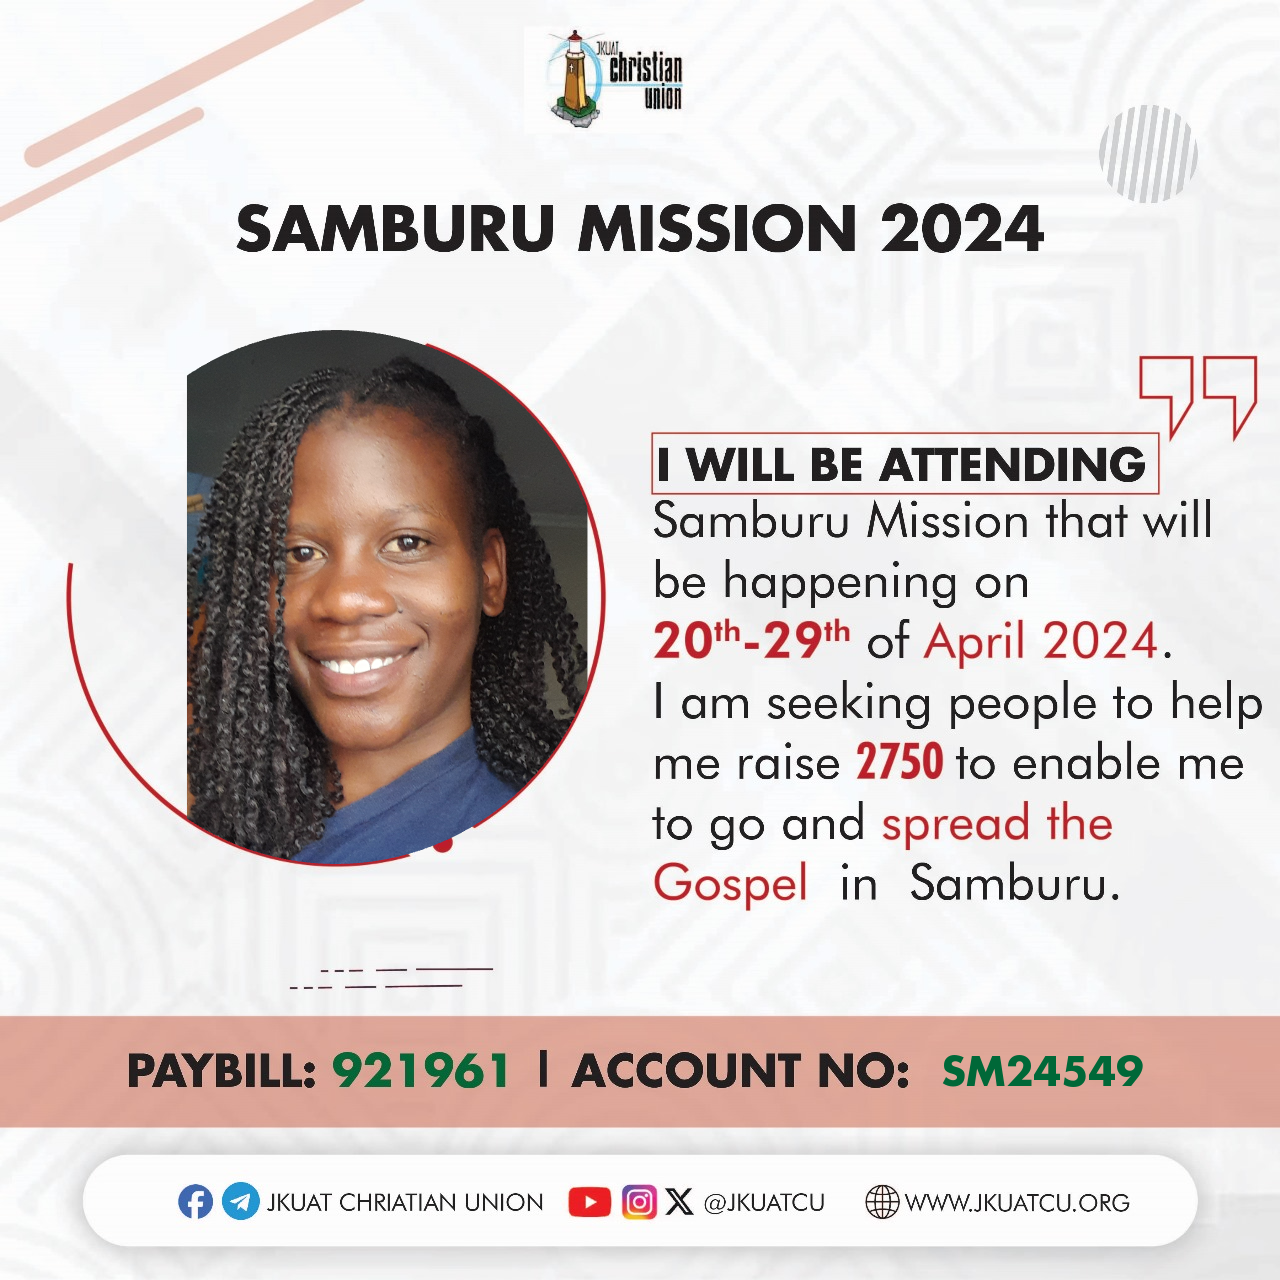 JKUAT
christian
union
SAMBURU MISSION 2024
I WILL BE ATTENDING
Samburu Mission that will
be happening on
20th-29th of April 2024.
I am seeking people to help
me raise 2750 to enable me
to go and spread the
Gospel in Samburu.
PAYBILL: 921961 | ACCOUNT NO: SM24549
JKUAT CHRIATIAN UNION @JKUATCU WWW.JKUATCU.ORG